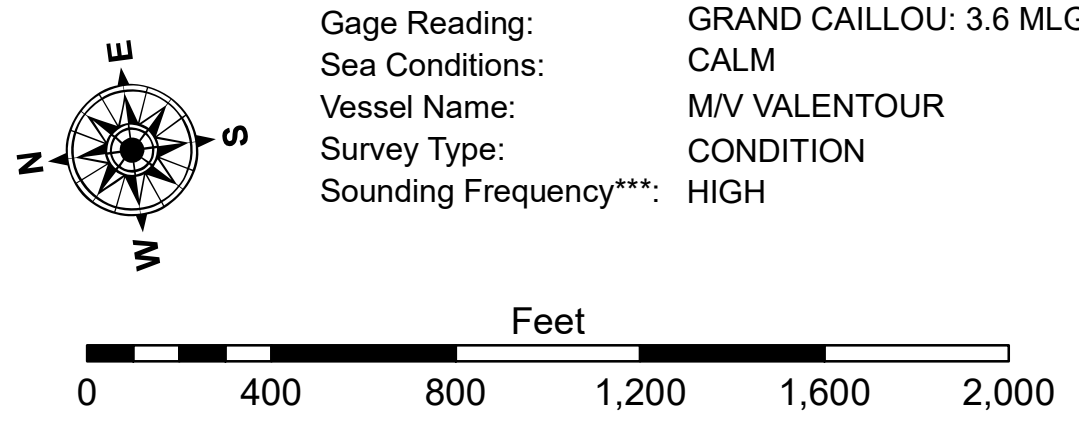 Gage Reading: GRAND CAILLOU: 3.6 MLG
Sea Conditions: CALM
Vessel Name: M/V VALENTOUR
Survey Type: CONDITION
Sounding Frequency***: HIGH
E
N S
W
Feet
0 400 800 1,200 1,600 2,000